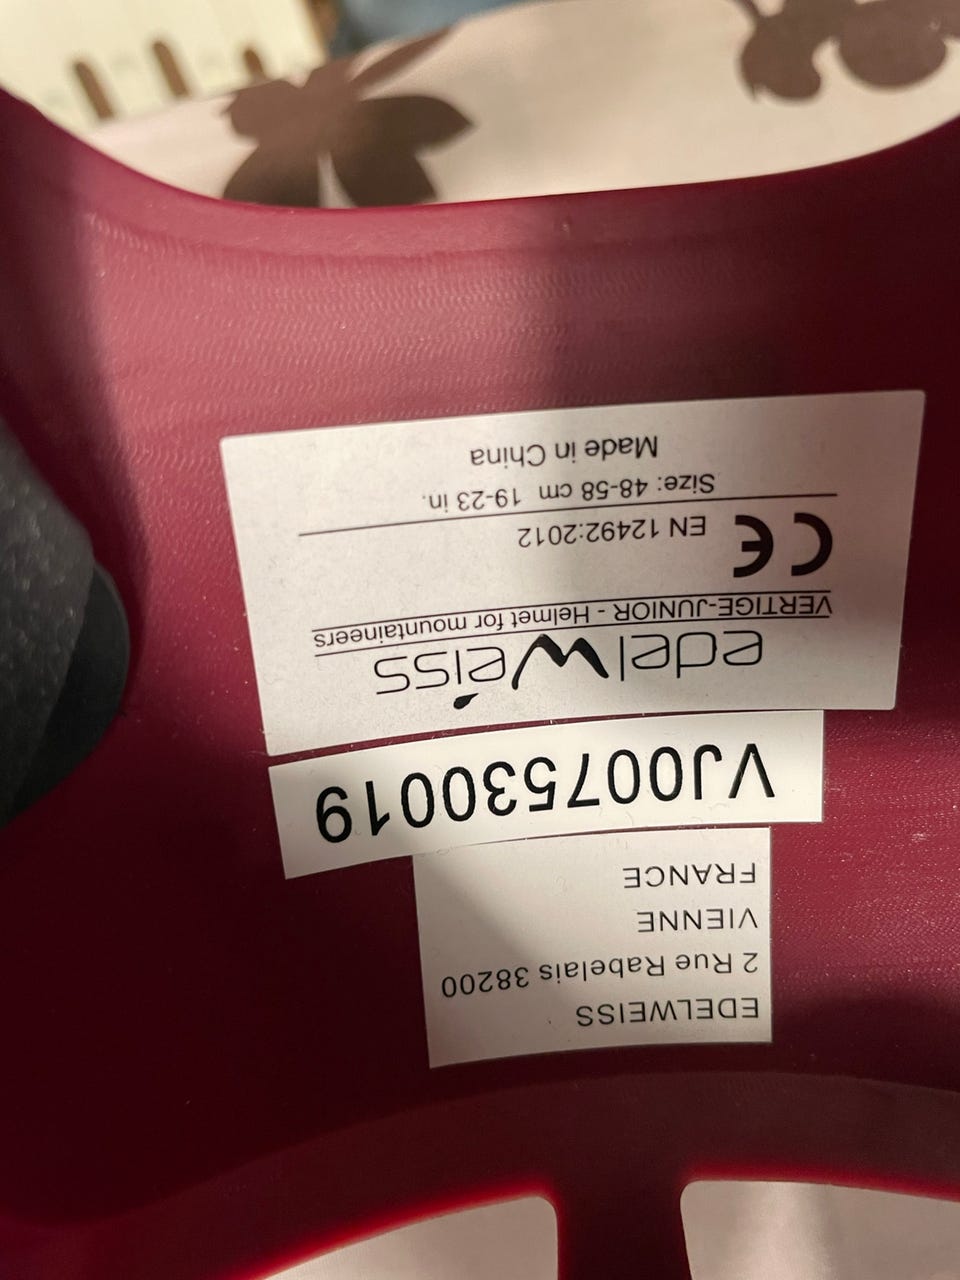 EDELWEISS
2 Rue Rabelais 38200
VIENNE
FRANCE
VJ007530019
edelweiss
VERTIGE-JUNIOR - Helmet for mountaineers
CE EN 12492:2012
Size: 48-58 cm 19-23 in.
Made in China